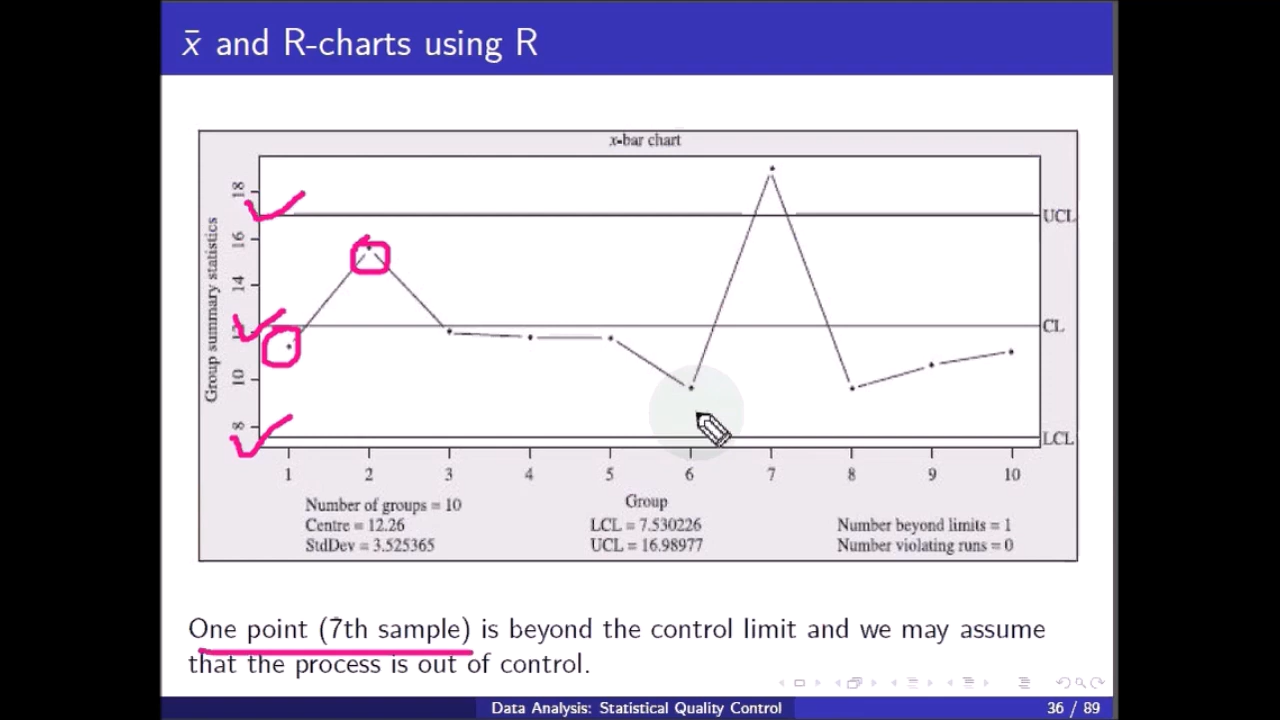 x̄ and R-charts using R
x-bar chart
Group summary statistics
18
16
14
12
10
8
UCL
CL
LCL
1 2 3 4 5 6 7 8 9 10
Group
Number of groups = 10
Centre = 12.26
StdDev = 3.525365
LCL = 7.530226
UCL = 16.98977
Number beyond limits = 1
Number violating runs = 0
One point (7th sample) is beyond the control limit and we may assume
that the process is out of control.
Data Analysis: Statistical Quality Control
36 / 89